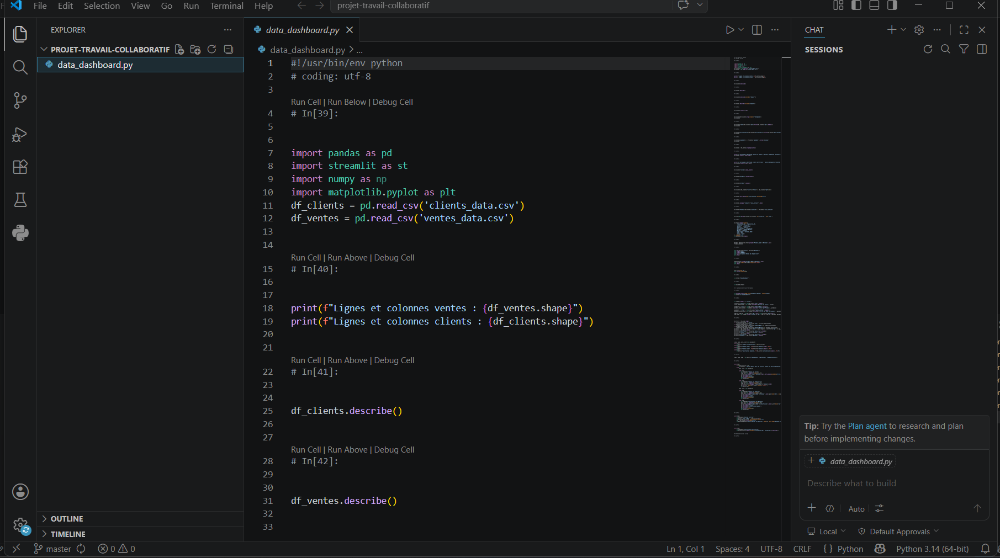 File Edit Selection View Go Run Terminal Help
projet-travail-collaboratif
EXPLORER
PROJET-TRAVAIL-COLLABORATIF
data_dashboard.py
OUTLINE
TIMELINE
data_dashboard.py
data_dashboard.py > ...
1 #!/usr/bin/env python
2 # coding: utf-8
3
Run Cell | Run Below | Debug Cell
4 # In[39]:
5
6
7 import pandas as pd
8 import streamlit as st
9 import numpy as np
10 import matplotlib.pyplot as plt
11 df_clients = pd.read_csv('clients_data.csv')
12 df_ventes = pd.read_csv('ventes_data.csv')
13
14
Run Cell | Run Above | Debug Cell
15 # In[40]:
16
17
18 print(f"Lignes et colonnes ventes : {df_ventes.shape}")
19 print(f"Lignes et colonnes clients : {df_clients.shape}")
20
21
Run Cell | Run Above | Debug Cell
22 # In[41]:
23
24
25 df_clients.describe()
26
27
Run Cell | Run Above | Debug Cell
28 # In[42]:
29
30
31 df_ventes.describe()
32
33
CHAT
SESSIONS
Tip: Try the Plan agent to research and plan
before implementing changes.
data_dashboard.py
Describe what to build
Auto
Local
Default Approvals
master
0 0
Ln 1, Col 1 Spaces: 4 UTF-8 CRLF { } Python Python 3.14 (64-bit)